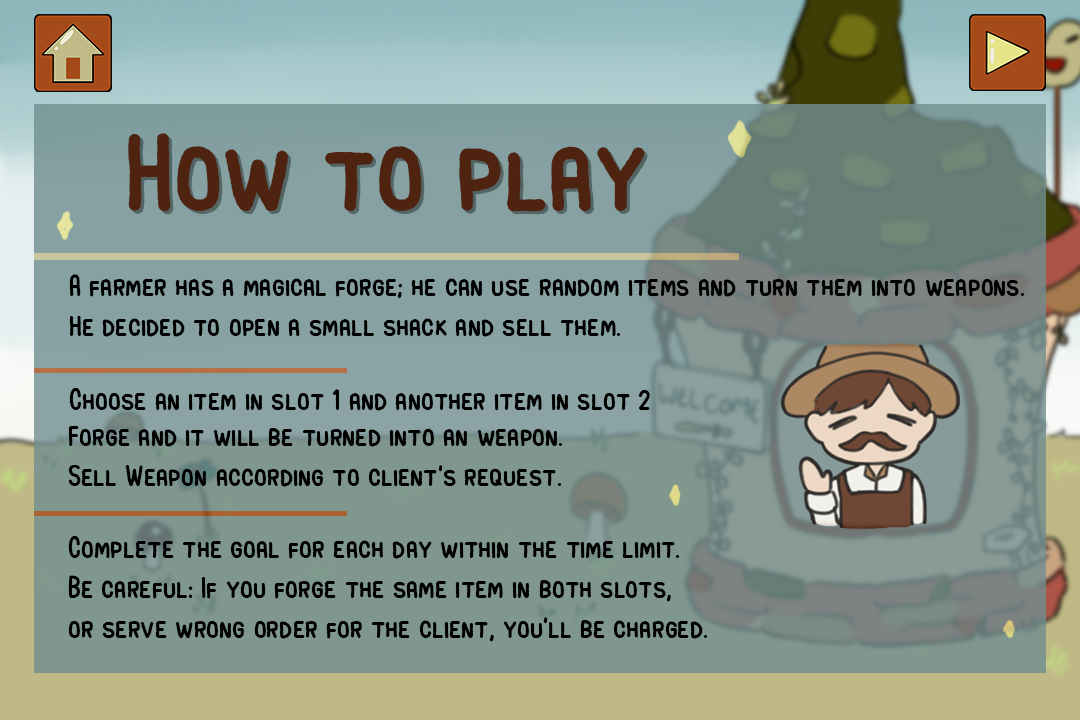 How to play
A farmer has a magical forge; he can use random items and turn them into weapons.
He decided to open a small shack and sell them.
Choose an item in slot 1 and another item in slot 2
Forge and it will be turned into an weapon.
Sell Weapon according to client's request.
WELCOME
Complete the goal for each day within the time limit.
Be careful: If you forge the same item in both slots,
or serve wrong order for the client, you'll be charged.